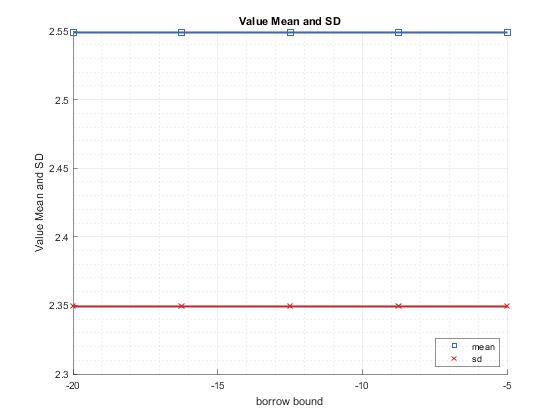 Value Mean and SD
2.55
2.5
2.45
2.4
2.35
2.3
Value Mean and SD
-20
-15
-10
-5
borrow bound
mean
sd